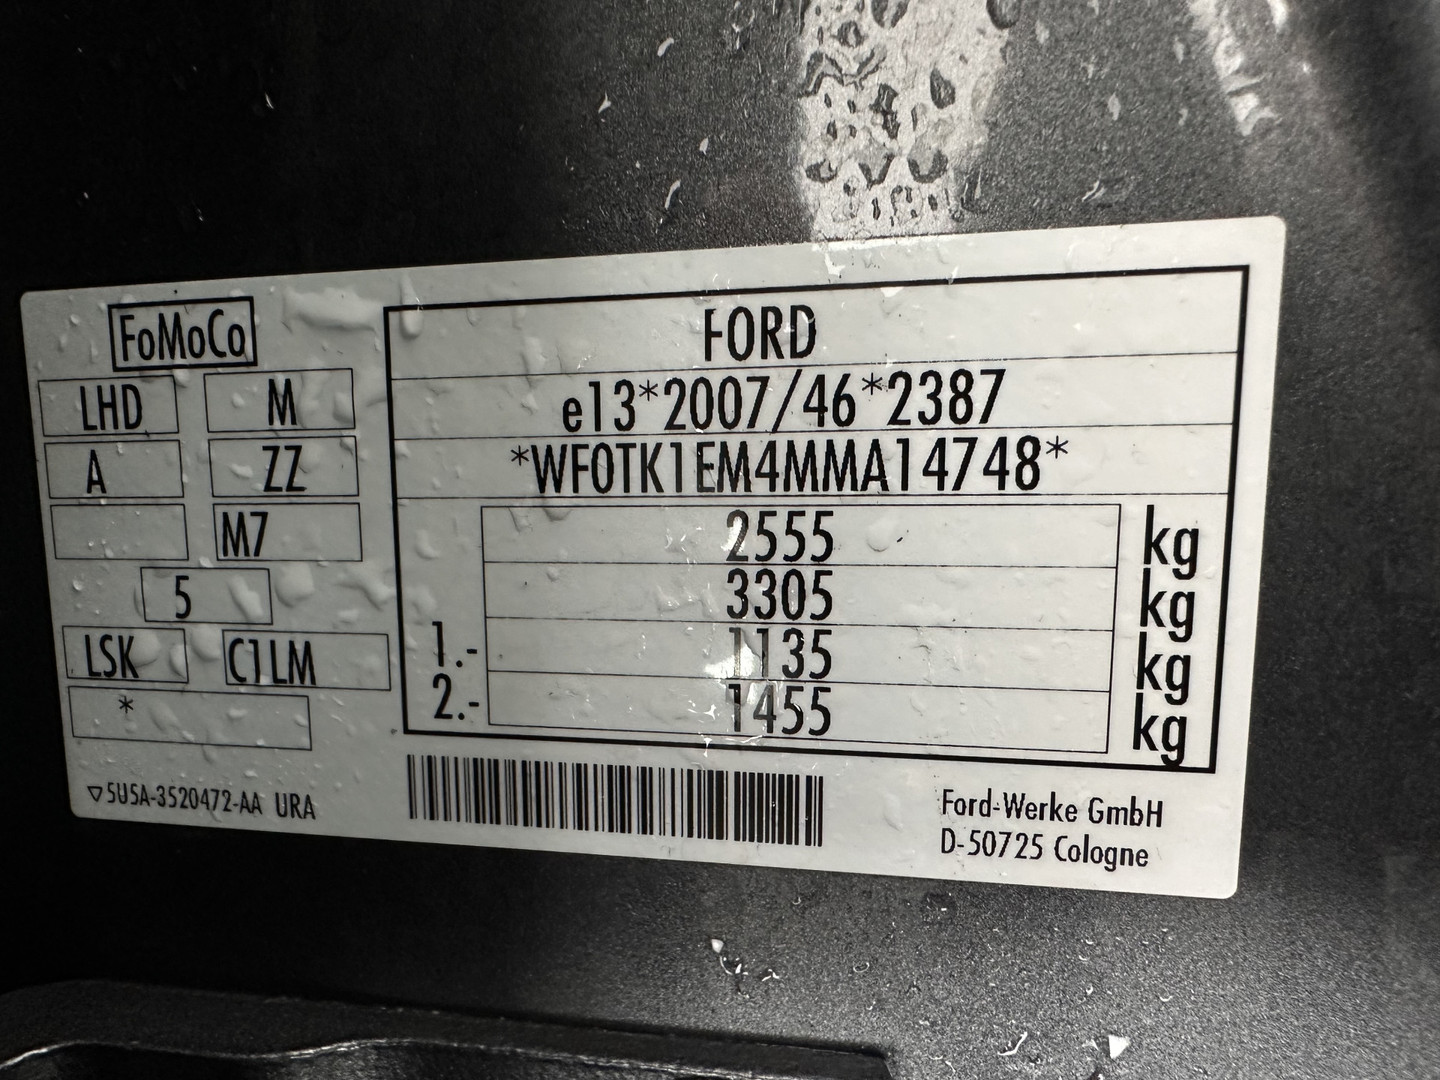 FoMoCo
LHD M
A ZZ
M7
5
LSK C1LM
*
▽5U5A-3520472-AA URA
FORD
e13*2007/46*2387
*WF0TK1EM4MMA14748*
2555 kg
3305 kg
1.- 1135 kg
2.- 1455 kg
Ford-Werke GmbH
D-50725 Cologne